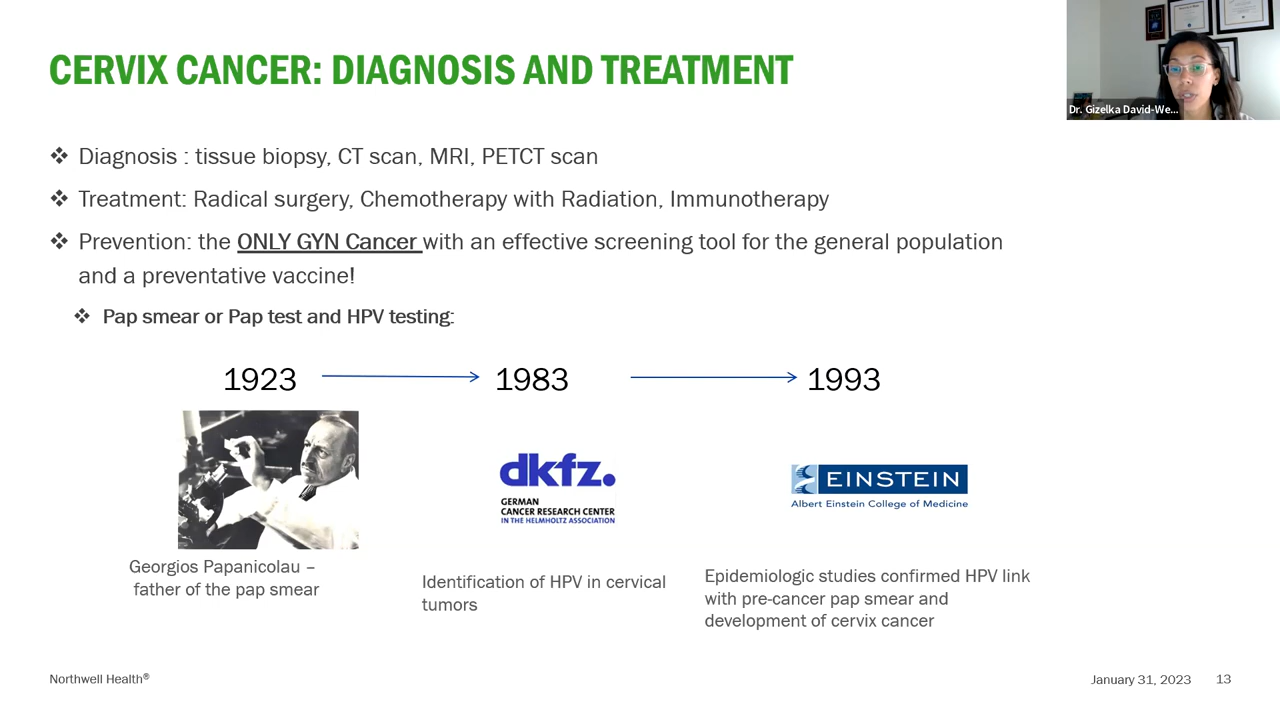 CERVIX CANCER: DIAGNOSIS AND TREATMENT
Dr. Gizelka David-We...
❖ Diagnosis : tissue biopsy, CT scan, MRI, PETCT scan
❖ Treatment: Radical surgery, Chemotherapy with Radiation, Immunotherapy
❖ Prevention: the ONLY GYN Cancer with an effective screening tool for the general population
and a preventative vaccine!
❖ Pap smear or Pap test and HPV testing:
1923 1983 1993
dkfz.
GERMAN
CANCER RESEARCH CENTER
IN THE HELMHOLTZ ASSOCIATION
EINSTEIN
Albert Einstein College of Medicine
Georgios Papanicolau –
father of the pap smear
Identification of HPV in cervical
tumors
Epidemiologic studies confirmed HPV link
with pre-cancer pap smear and
development of cervix cancer
Northwell Health®
January 31, 2023 13